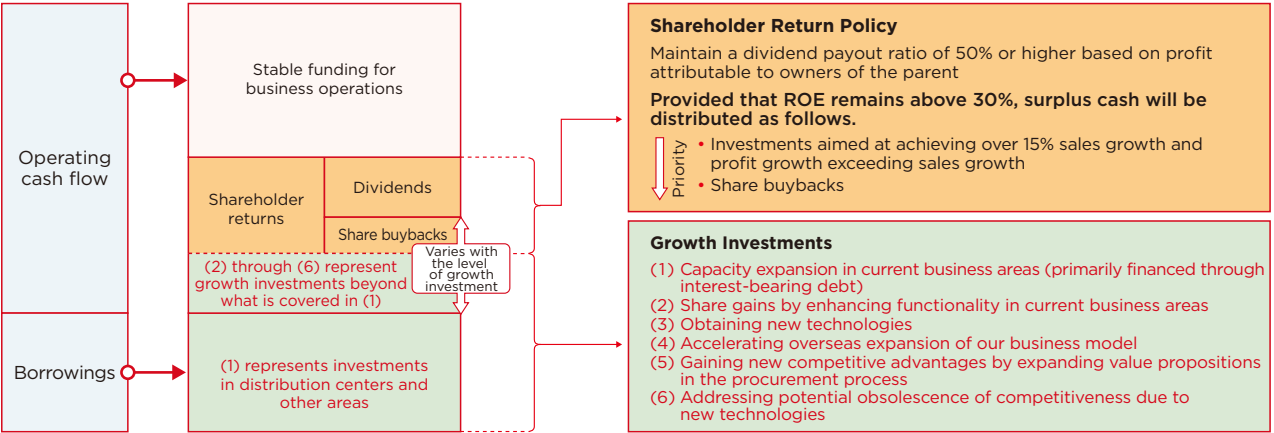 Operating
cash flow
Borrowings
Stable funding for
business operations
Shareholder
returns
Dividends
Share buybacks
Varies with
the level
of growth
investment
(2) through (6) represent
growth investments beyond
what is covered in (1)
(1) represents investments
in distribution centers and
other areas
Shareholder Return Policy
Maintain a dividend payout ratio of 50% or higher based on profit
attributable to owners of the parent
Provided that ROE remains above 30%, surplus cash will be
distributed as follows.
Priority
• Investments aimed at achieving over 15% sales growth and
profit growth exceeding sales growth
• Share buybacks
Growth Investments
(1) Capacity expansion in current business areas (primarily financed through
interest-bearing debt)
(2) Share gains by enhancing functionality in current business areas
(3) Obtaining new technologies
(4) Accelerating overseas expansion of our business model
(5) Gaining new competitive advantages by expanding value propositions
in the procurement process
(6) Addressing potential obsolescence of competitiveness due to
new technologies